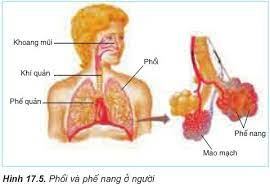 Khoang mũi
Khí quản
Phế quản
Phổi
Phế nang
Mao mạch
Hình 17.5. Phổi và phế nang ở người